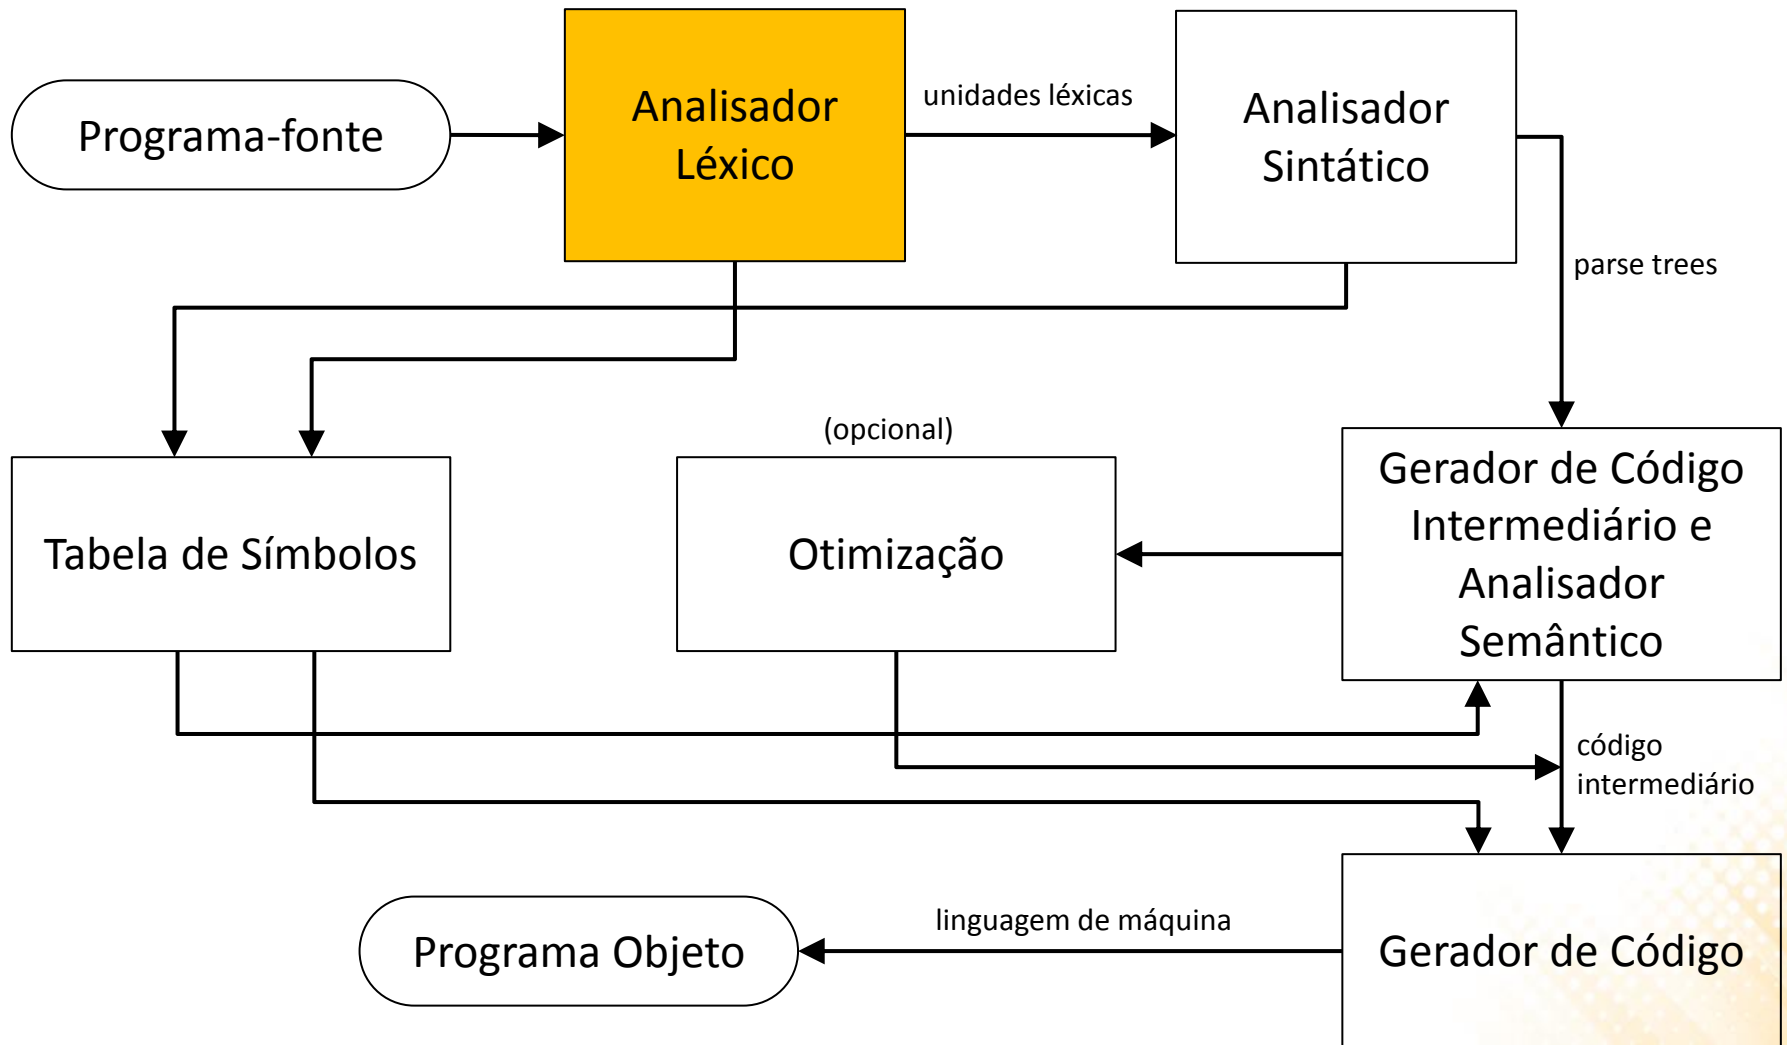 Programa-fonte
Analisador
Léxico
unidades léxicas
Analisador
Sintático
parse trees
Tabela de Símbolos
(opcional)
Otimização
Gerador de Código
Intermediário e
Analisador
Semântico
código
intermediário
Programa Objeto
linguagem de máquina
Gerador de Código